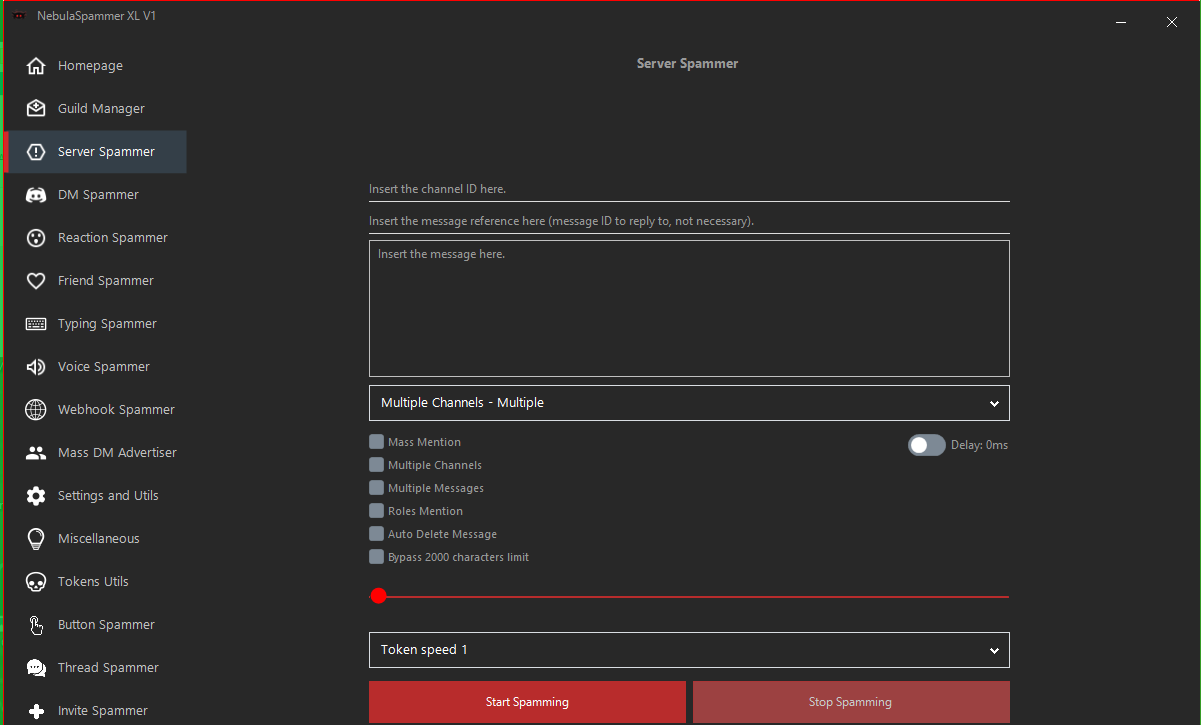 NebulaSpammer XL V1
Homepage
Guild Manager
Server Spammer
DM Spammer
Reaction Spammer
Friend Spammer
Typing Spammer
Voice Spammer
Webhook Spammer
Mass DM Advertiser
Settings and Utils
Miscellaneous
Tokens Utils
Button Spammer
Thread Spammer
Invite Spammer
Server Spammer
Insert the channel ID here.
Insert the message reference here (message ID to reply to, not necessary).
Insert the message here.
Multiple Channels - Multiple
Mass Mention
Delay: 0ms
Multiple Channels
Multiple Messages
Roles Mention
Auto Delete Message
Bypass 2000 characters limit
Token speed 1
Start Spamming
Stop Spamming